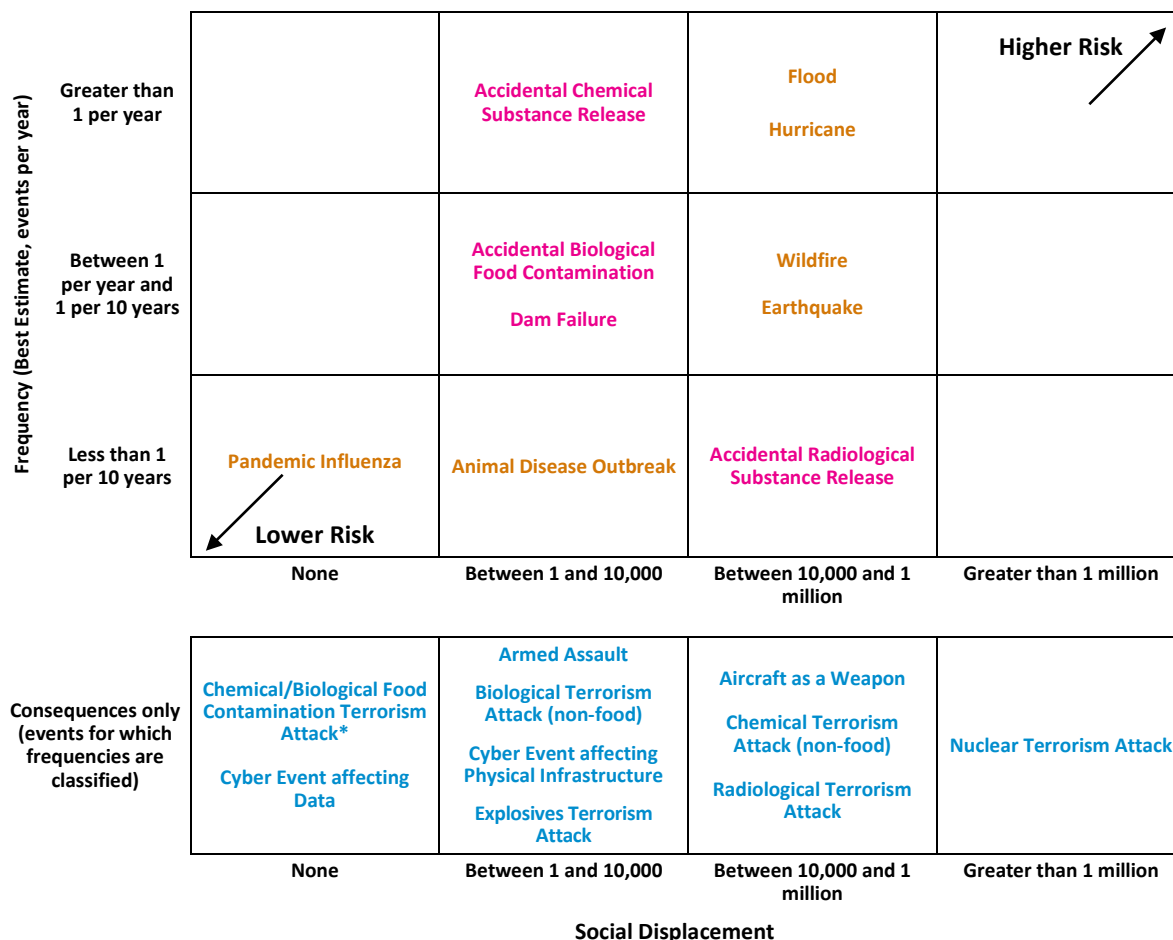 Frequency (Best Estimate, events per year)
Greater than
1 per year
Accidental Chemical
Substance Release
Flood
Hurricane
Higher Risk
Between 1
per year and
1 per 10 years
Accidental Biological
Food Contamination
Dam Failure
Wildfire
Earthquake
Less than 1
per 10 years
Pandemic Influenza
Lower Risk
Animal Disease Outbreak
Accidental Radiological
Substance Release
None
Between 1 and 10,000
Between 10,000 and 1
million
Greater than 1 million
Consequences only
(events for which
frequencies are
classified)
Chemical/Biological Food
Contamination Terrorism
Attack*
Cyber Event affecting
Data
Armed Assault
Biological Terrorism
Attack (non-food)
Cyber Event affecting
Physical Infrastructure
Explosives Terrorism
Attack
Aircraft as a Weapon
Chemical Terrorism
Attack (non-food)
Radiological Terrorism
Attack
Nuclear Terrorism Attack
None
Between 1 and 10,000
Between 10,000 and 1
million
Greater than 1 million
Social Displacement